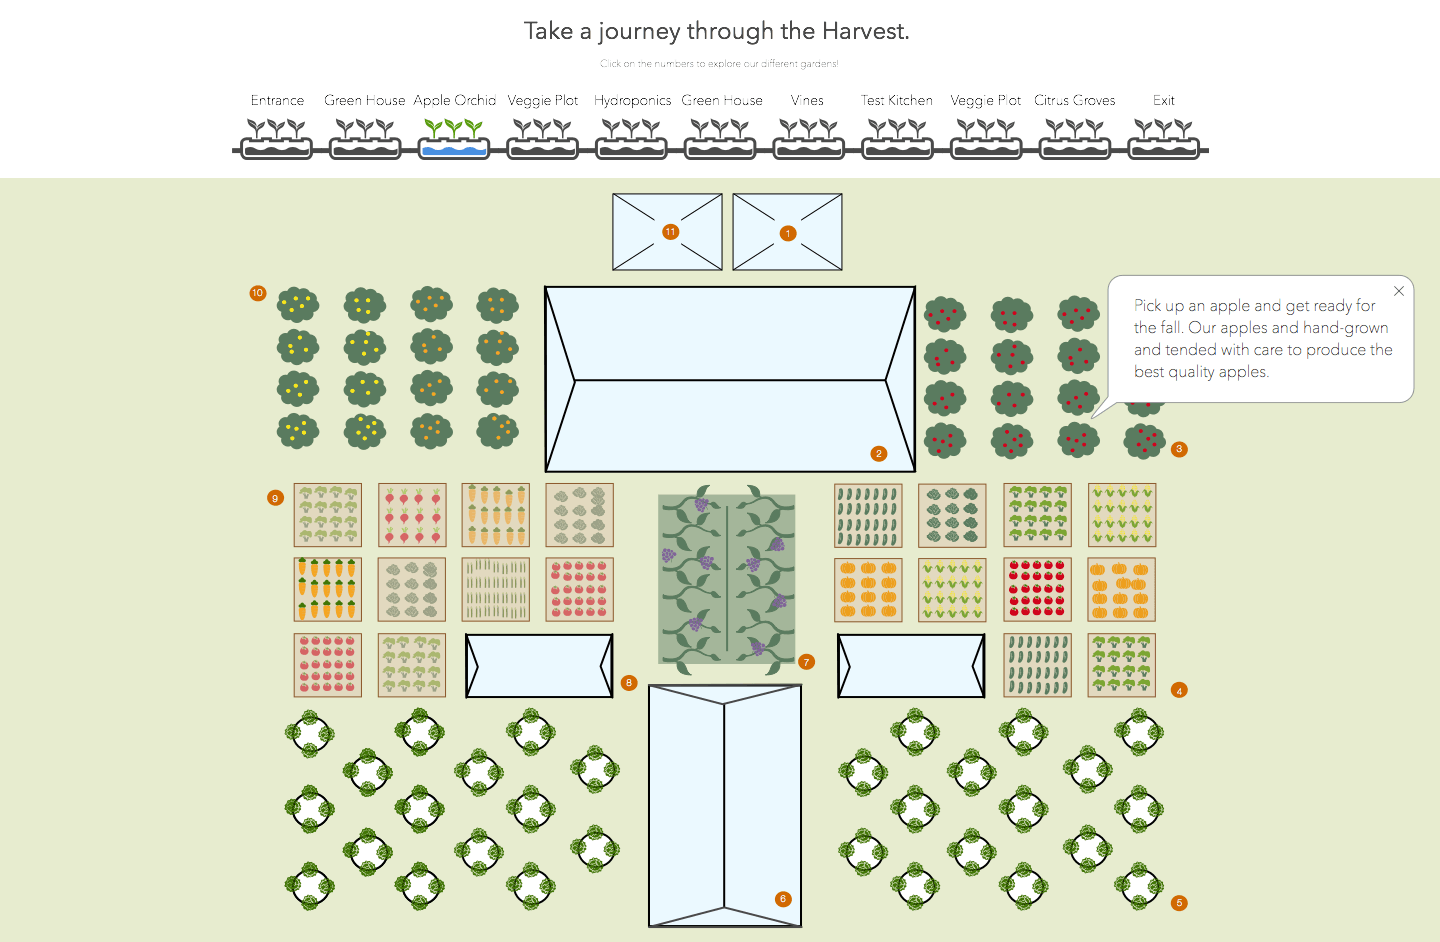 Take a journey through the Harvest.
Click on the numbers to explore our different gardens!
Entrance Green House Apple Orchid Veggie Plot Hydroponics Green House Vines Test Kitchen Veggie Plot Citrus Groves Exit
11 1
10
Pick up an apple and get ready for
the fall. Our apples and hand-grown
and tended with care to produce the
best quality apples.
2
3
9
7
8
4
6
5